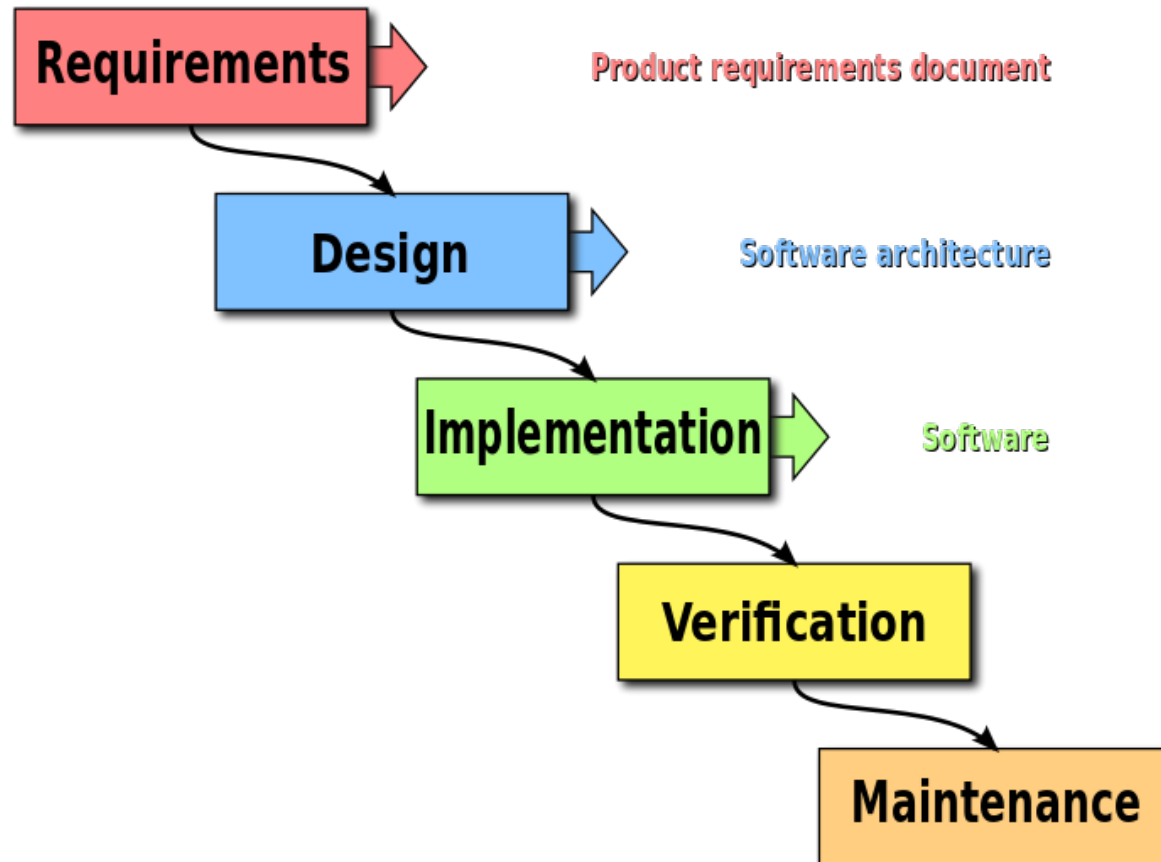 Requirements
Product requirements document
Design
Software architecture
Implementation
Software
Verification
Maintenance